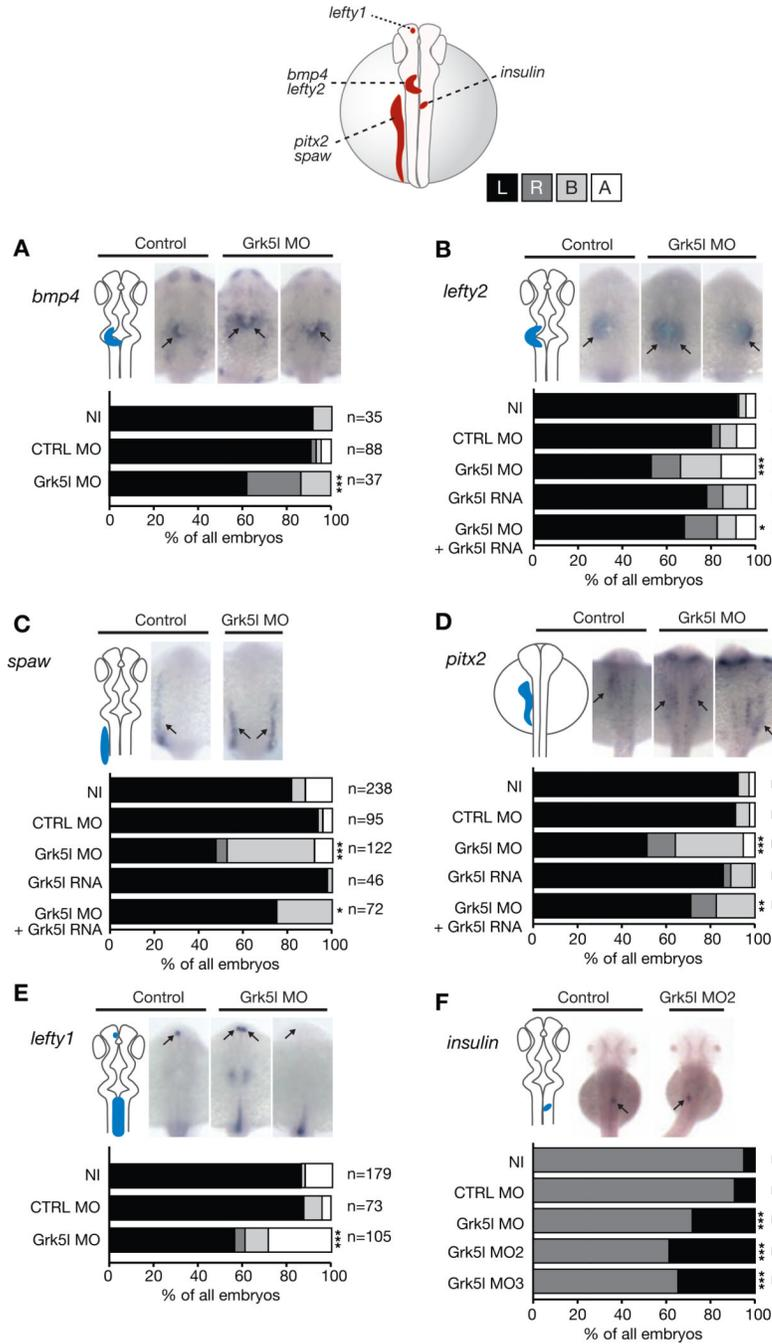 lefty1
bmp4
lefty2
insulin
pitx2
spaw
L R B A
A
Control Grk5l MO
bmp4
NI n=35
CTRL MO n=88
Grk5l MO *** n=37
0 20 40 60 80 100
% of all embryos
B
Control Grk5l MO
lefty2
NI
CTRL MO
Grk5l MO ***
Grk5l RNA
Grk5l MO *
+ Grk5l RNA
0 20 40 60 80 100
% of all embryos
C
Control Grk5l MO
spaw
NI n=238
CTRL MO n=95
Grk5l MO *** n=122
Grk5l RNA n=46
Grk5l MO * n=72
+ Grk5l RNA
0 20 40 60 80 100
% of all embryos
D
Control Grk5l MO
pitx2
NI
CTRL MO
Grk5l MO ***
Grk5l RNA
Grk5l MO **
+ Grk5l RNA
0 20 40 60 80 100
% of all embryos
E
Control Grk5l MO
lefty1
NI n=179
CTRL MO n=73
Grk5l MO *** n=105
0 20 40 60 80 100
% of all embryos
F
Control Grk5l MO2
insulin
NI
CTRL MO
Grk5l MO ***
Grk5l MO2 ***
Grk5l MO3 ***
0 20 40 60 80 100
% of all embryos